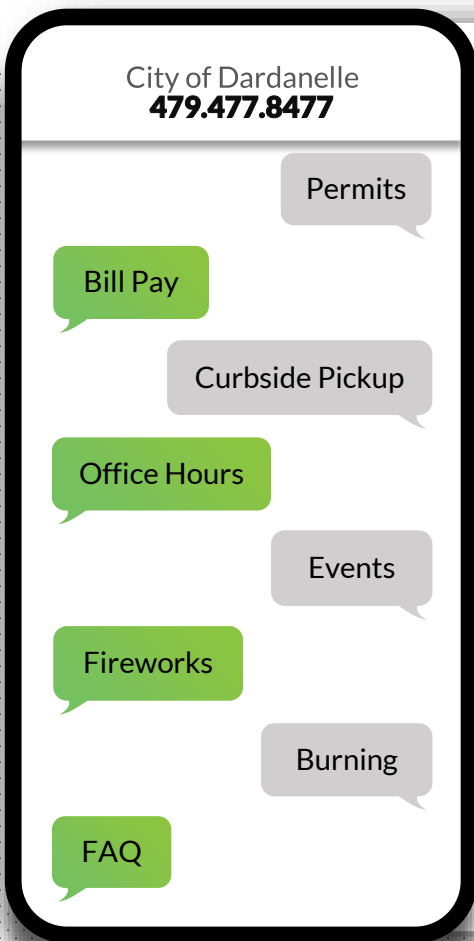 City of Dardanelle
479.477.8477
Permits
Bill Pay
Curbside Pickup
Office Hours
Events
Fireworks
Burning
FAQ